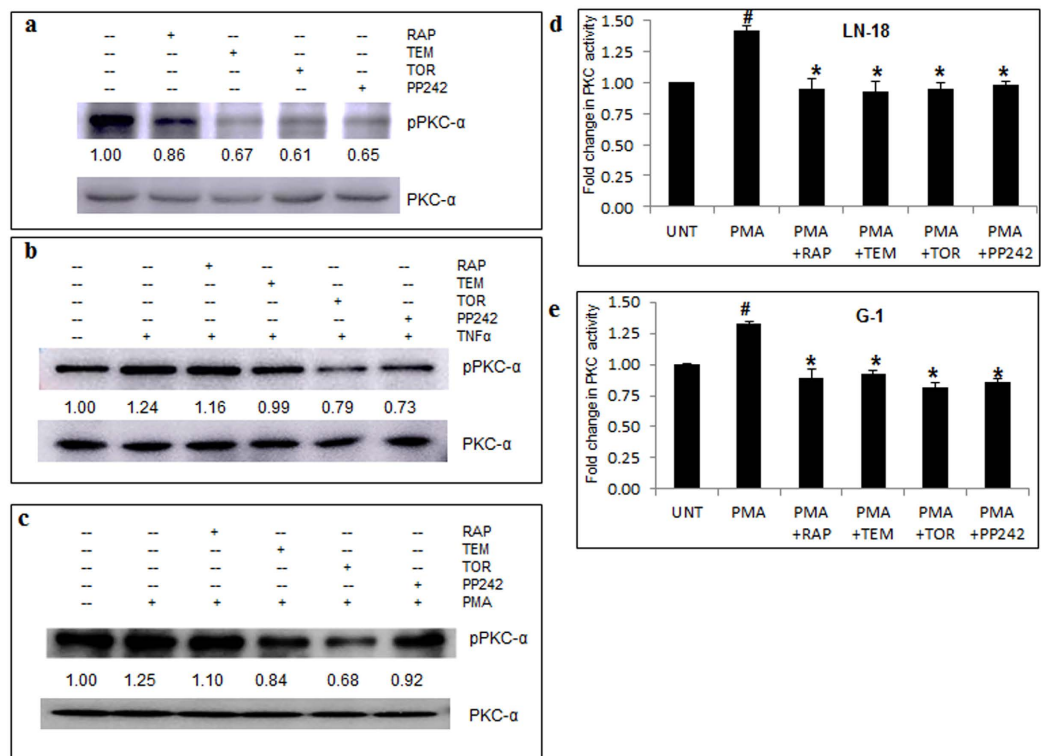 a
-- + -- -- -- RAP
-- -- + -- -- TEM
-- -- -- + -- TOR
-- -- -- -- + PP242
pPKC-α
1.00 0.86 0.67 0.61 0.65
PKC-α
b
-- -- + -- -- -- RAP
-- -- -- + -- -- TEM
-- -- -- -- + -- TOR
-- -- -- -- -- + PP242
-- + + + + + TNFα
pPKC-α
1.00 1.24 1.16 0.99 0.79 0.73
PKC-α
c
-- -- + -- -- -- RAP
-- -- -- + -- -- TEM
-- -- -- -- + -- TOR
-- -- -- -- -- + PP242
-- + + + + + PMA
pPKC-α
1.00 1.25 1.10 0.84 0.68 0.92
PKC-α
d
LN-18
Fold change in PKC activity
1.50
1.25
1.00
0.75
0.50
0.25
0.00
# * * * *
UNT PMA PMA PMA PMA PMA
+RAP +TEM +TOR +PP242
e
G-1
Fold change in PKC activity
1.50
1.25
1.00
0.75
0.50
0.25
0.00
# * * * *
UNT PMA PMA PMA PMA PMA
+RAP +TEM +TOR +PP242